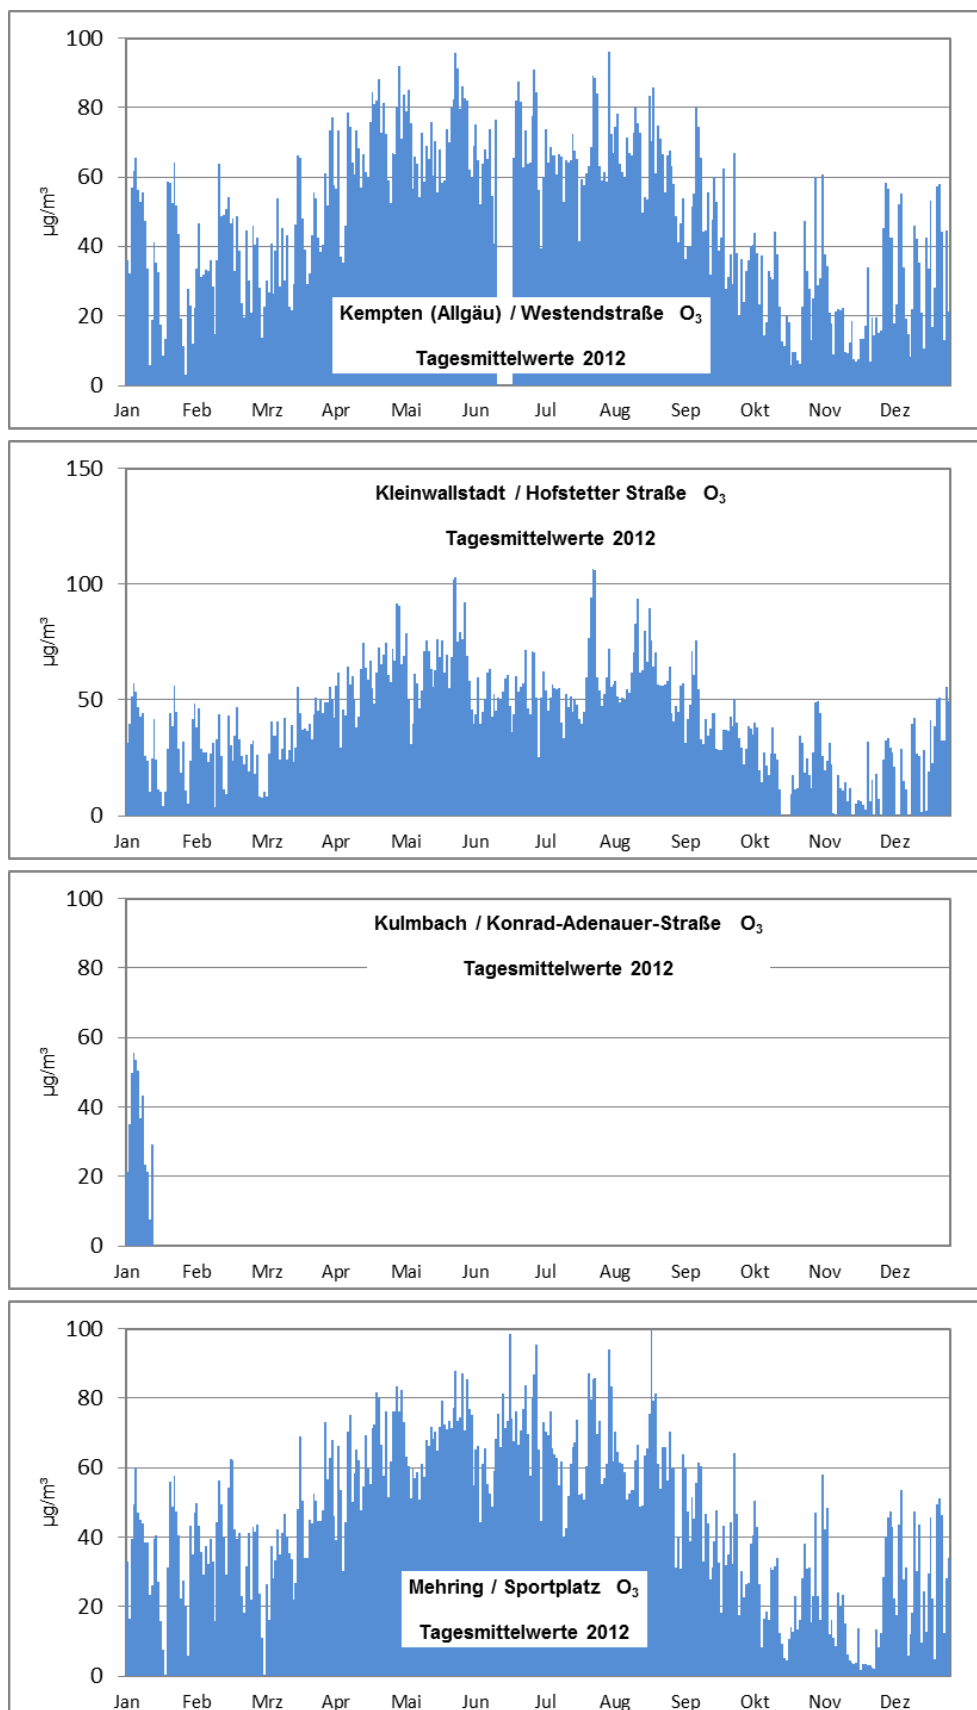 100
80
60
40
20
0
µg/m³
Kempten (Allgäu) / Westendstraße O₃
Tagesmittelwerte 2012
Jan Feb Mrz Apr Mai Jun Jul Aug Sep Okt Nov Dez
150
100
50
0
µg/m³
Kleinwallstadt / Hofstetter Straße O₃
Tagesmittelwerte 2012
Jan Feb Mrz Apr Mai Jun Jul Aug Sep Okt Nov Dez
100
80
60
40
20
0
µg/m³
Kulmbach / Konrad-Adenauer-Straße O₃
Tagesmittelwerte 2012
Jan Feb Mrz Apr Mai Jun Jul Aug Sep Okt Nov Dez
100
80
60
40
20
0
µg/m³
Mehring / Sportplatz O₃
Tagesmittelwerte 2012
Jan Feb Mrz Apr Mai Jun Jul Aug Sep Okt Nov Dez